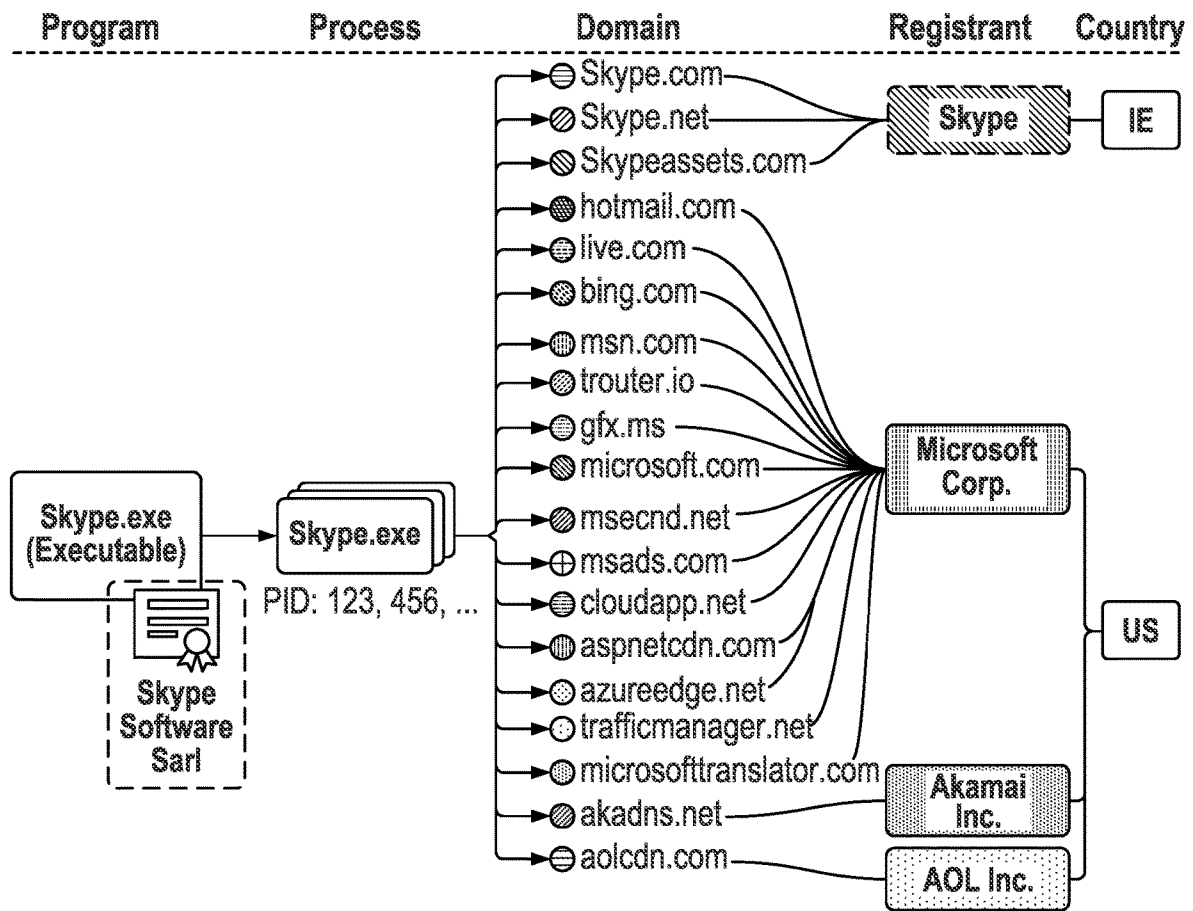 Program Process Domain Registrant Country
Skype.com
Skype.net
Skypeassets.com
hotmail.com
live.com
bing.com
msn.com
trouter.io
gfx.ms
microsoft.com
msecnd.net
msads.com
cloudapp.net
aspnetcdn.com
azureedge.net
trafficmanager.net
microsofttranslator.com
akadns.net
aolcdn.com
Skype.exe
(Executable)
Skype
Software
Sarl
Skype.exe
PID: 123, 456, ...
Skype
Microsoft
Corp.
Akamai
Inc.
AOL Inc.
IE
US